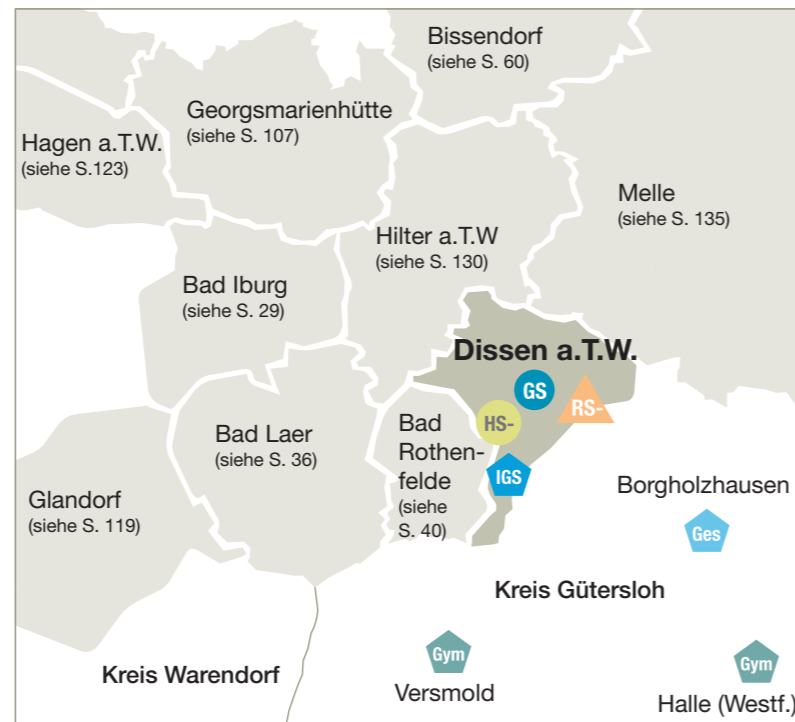 Bissendorf
(siehe S. 60)
Georgsmarienhütte
(siehe S. 107)
Hagen a.T.W.
(siehe S.123)
Melle
(siehe S. 135)
Hilter a.T.W
(siehe S. 130)
Bad Iburg
(siehe S. 29)
Dissen a.T.W.
GS
RS-
HS-
IGS
Bad
Rothen-
felde
(siehe
S. 40)
Bad Laer
(siehe S. 36)
Glandorf
(siehe S. 119)
Borgholzhausen
Ges
Kreis Gütersloh
Kreis Warendorf
Gym
Versmold
Gym
Halle (Westf.)